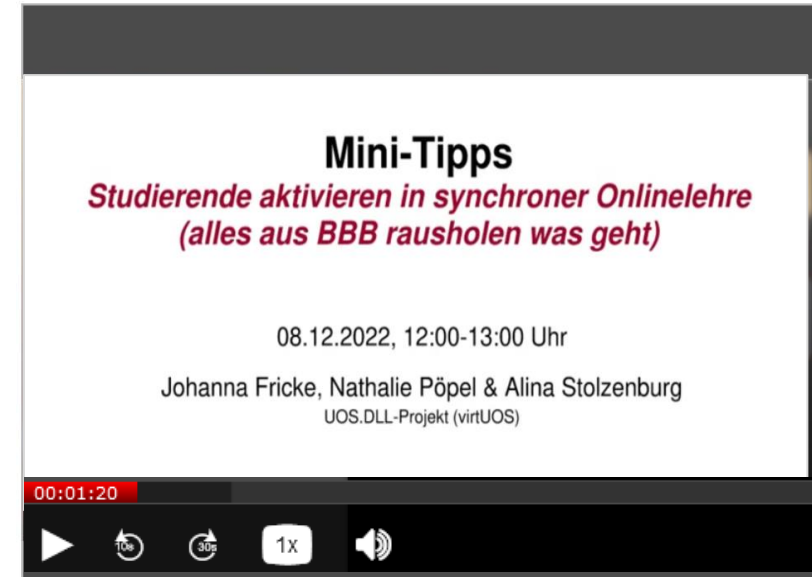 Mini-Tipps
Studierende aktivieren in synchroner Onlinelehre
(alles aus BBB rausholen was geht)
08.12.2022, 12:00-13:00 Uhr
Johanna Fricke, Nathalie Pöpel & Alina Stolzenburg
UOS.DLL-Projekt (virtUOS)
00:01:20
10s 30s 1x